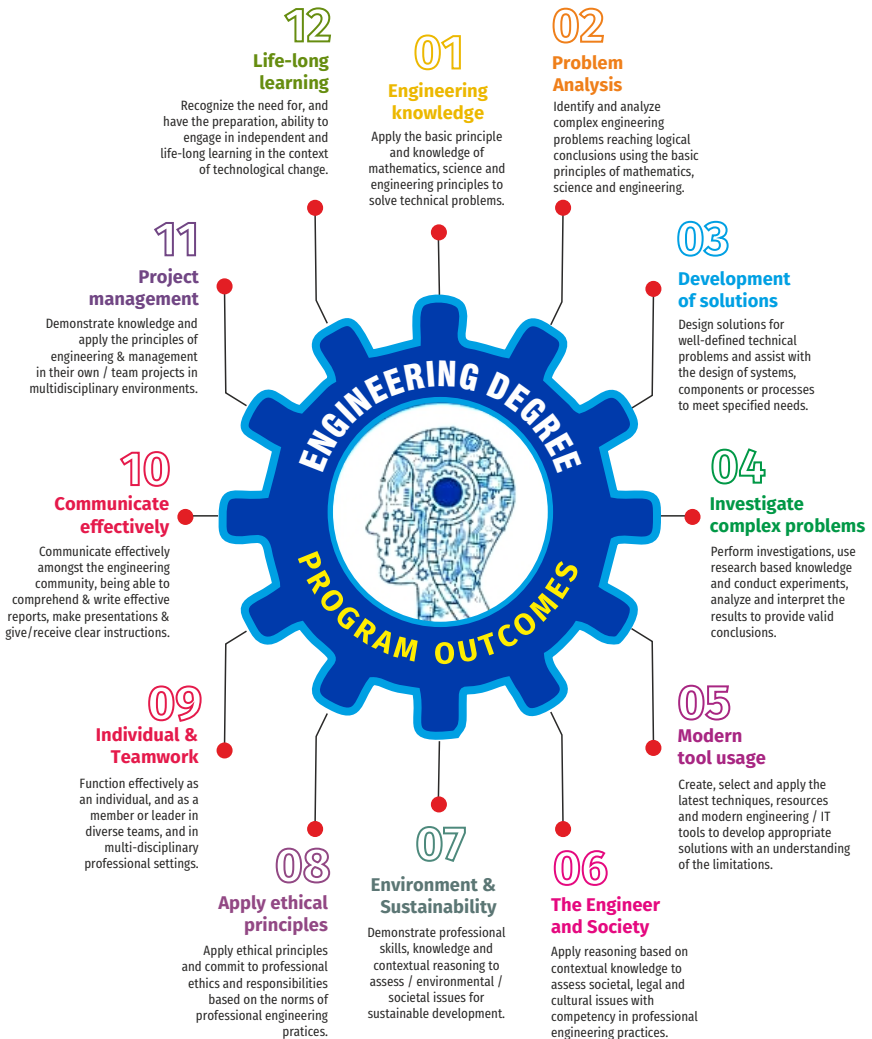 ENGINEERING DEGREE
PROGRAM OUTCOMES
01
Engineering
knowledge
Apply the basic principle
and knowledge of
mathematics, science and
engineering principles to
solve technical problems.
02
Problem
Analysis
Identify and analyze
complex engineering
problems reaching logical
conclusions using the basic
principles of mathematics,
science and engineering.
03
Development
of solutions
Design solutions for
well-defined technical
problems and assist with
the design of systems,
components or processes
to meet specified needs.
04
Investigate
complex problems
Perform investigations, use
research based knowledge
and conduct experiments,
analyze and interpret the
results to provide valid
conclusions.
05
Modern
tool usage
Create, select and apply the
latest techniques, resources
and modern engineering / IT
tools to develop appropriate
solutions with an understanding
of the limitations.
06
The Engineer
and Society
Apply reasoning based on
contextual knowledge to
assess societal, legal and
cultural issues with
competency in professional
engineering practices.
07
Environment &
Sustainability
Demonstrate professional
skills, knowledge and
contextual reasoning to
assess / environmental /
societal issues for
sustainable development.
08
Apply ethical
principles
Apply ethical principles
and commit to professional
ethics and responsibilities
based on the norms of
professional engineering
pratices.
09
Individual &
Teamwork
Function effectively as
an individual, and as a
member or leader in
diverse teams, and in
multi-disciplinary
professional settings.
10
Communicate
effectively
Communicate effectively
amongst the engineering
community, being able to
comprehend & write effective
reports, make presentations &
give/receive clear instructions.
11
Project
management
Demonstrate knowledge and
apply the principles of
engineering & management
in their own / team projects in
multidisciplinary environments.
12
Life-long
learning
Recognize the need for, and
have the preparation, ability to
engage in independent and
life-long learning in the context
of technological change.